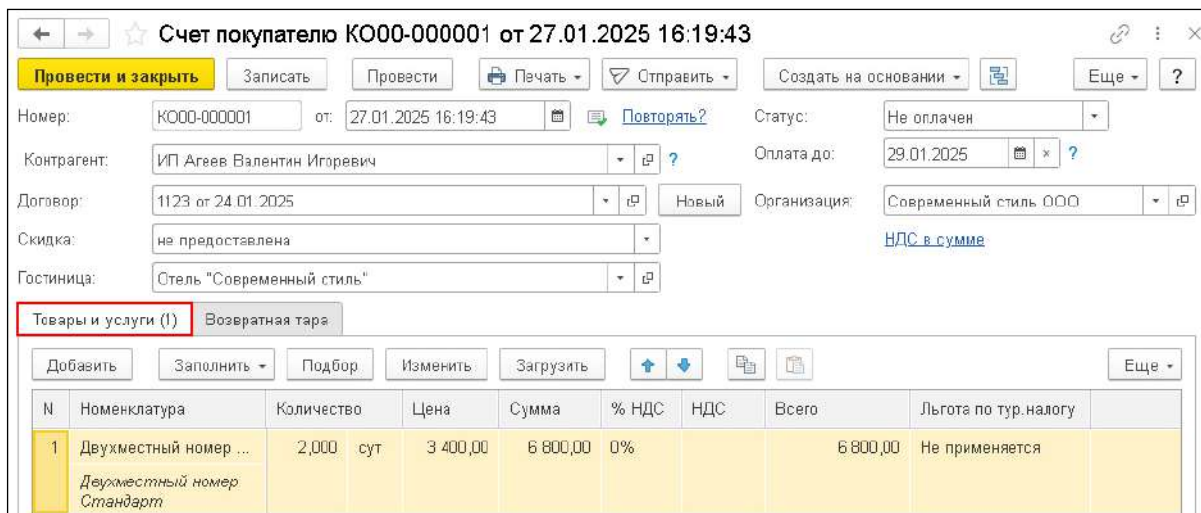 Счет покупателю КО00-000001 от 27.01.2025 16:19:43
Провести и закрыть Записать Провести Печать Отправить Создать на основании Еще ?
Номер: КО00-000001 от: 27.01.2025 16:19:43 Повторять? Статус: Не оплачен
Контрагент: ИП Агеев Валентин Игоревич ? Оплата до: 29.01.2025 ?
Договор: 1123 от 24.01.2025 Новый Организация: Современный стиль ООО
Скидка: не предоставлена НДС в сумме
Гостиница: Отель "Современный стиль"
Товары и услуги (1) Возвратная тара
Добавить Заполнить Подбор Изменить Загрузить Еще
N Номенклатура Количество Цена Сумма % НДС НДС Всего Льгота по тур.налогу
1 Двухместный номер ... 2,000 сут 3 400,00 6 800,00 0% 6 800,00 Не применяется
Двухместный номер
Стандарт